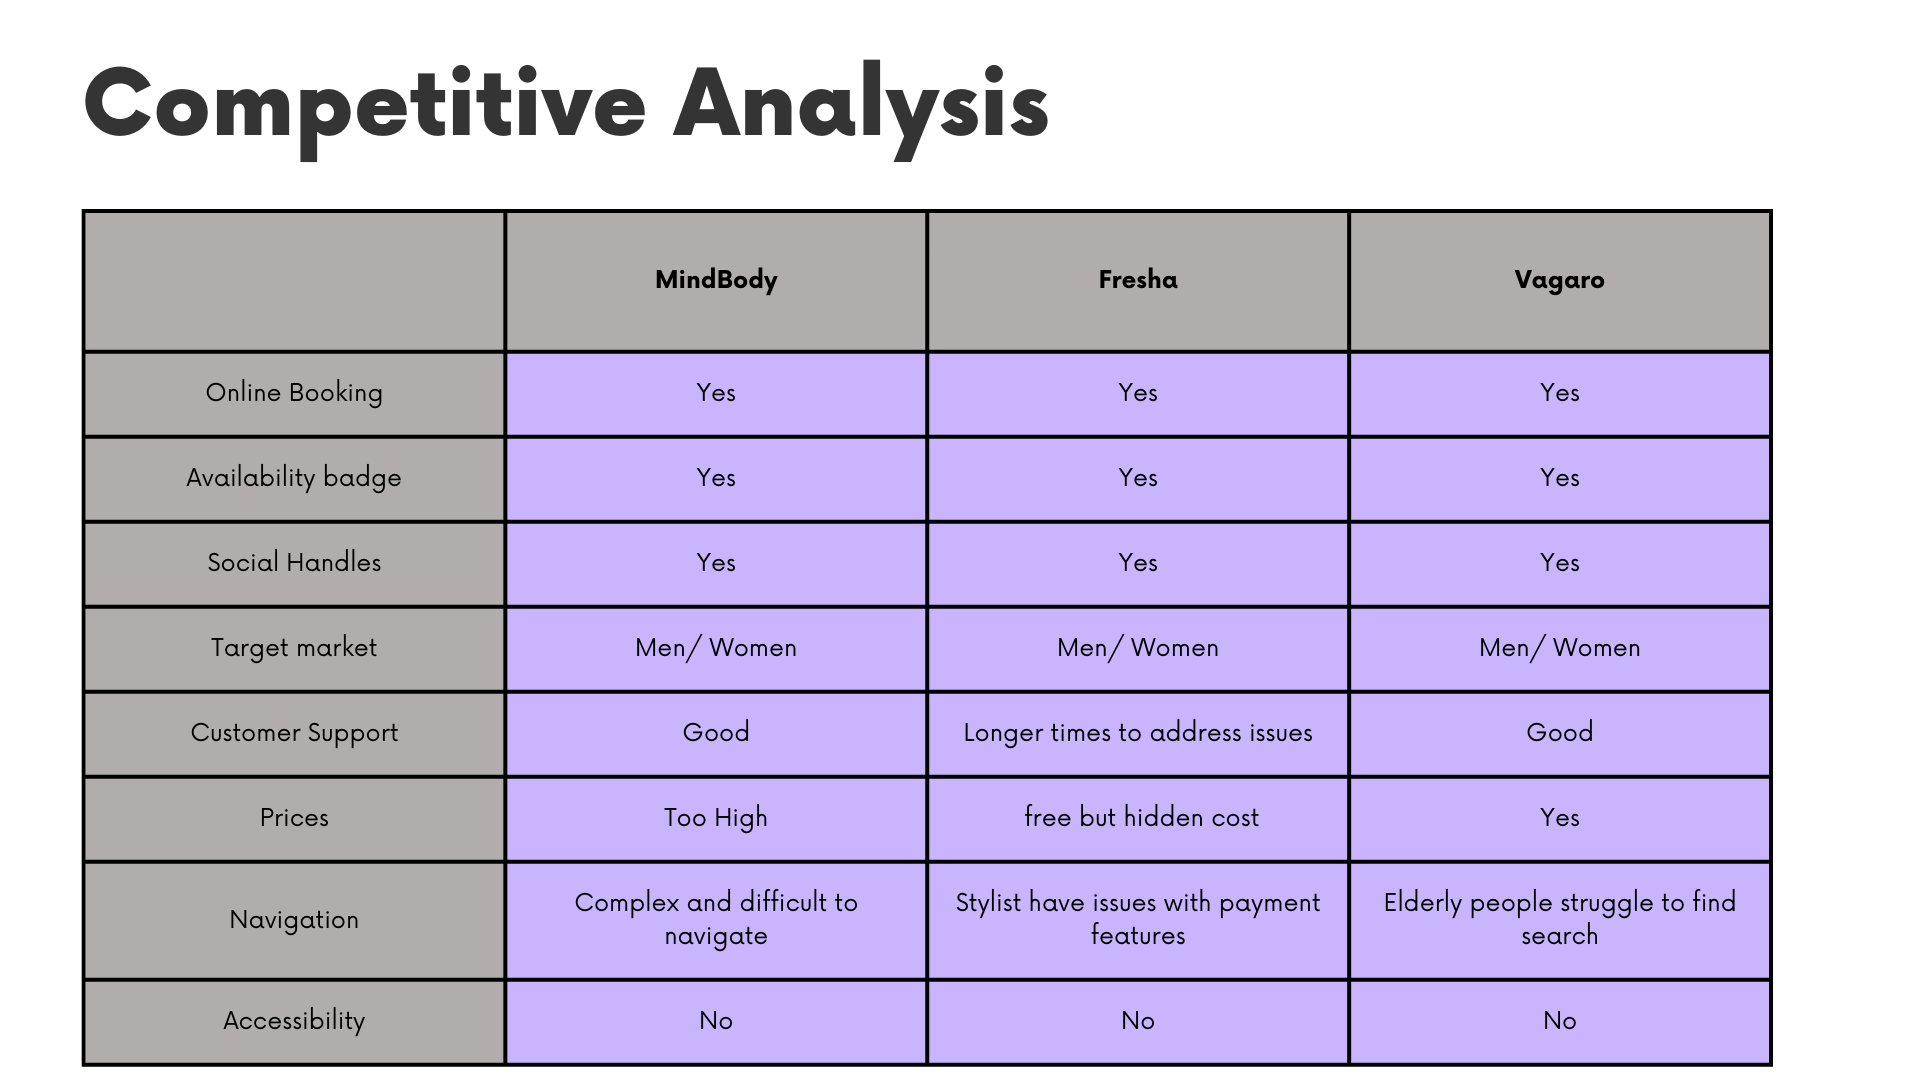 Competitive Analysis
MindBody Fresha Vagaro
Online Booking Yes Yes Yes
Availability badge Yes Yes Yes
Social Handles Yes Yes Yes
Target market Men/ Women Men/ Women Men/ Women
Customer Support Good Longer times to address issues Good
Prices Too High free but hidden cost Yes
Navigation
Complex and difficult to
navigate
Stylist have issues with payment
features
Elderly people struggle to find
search
Accessibility No No No